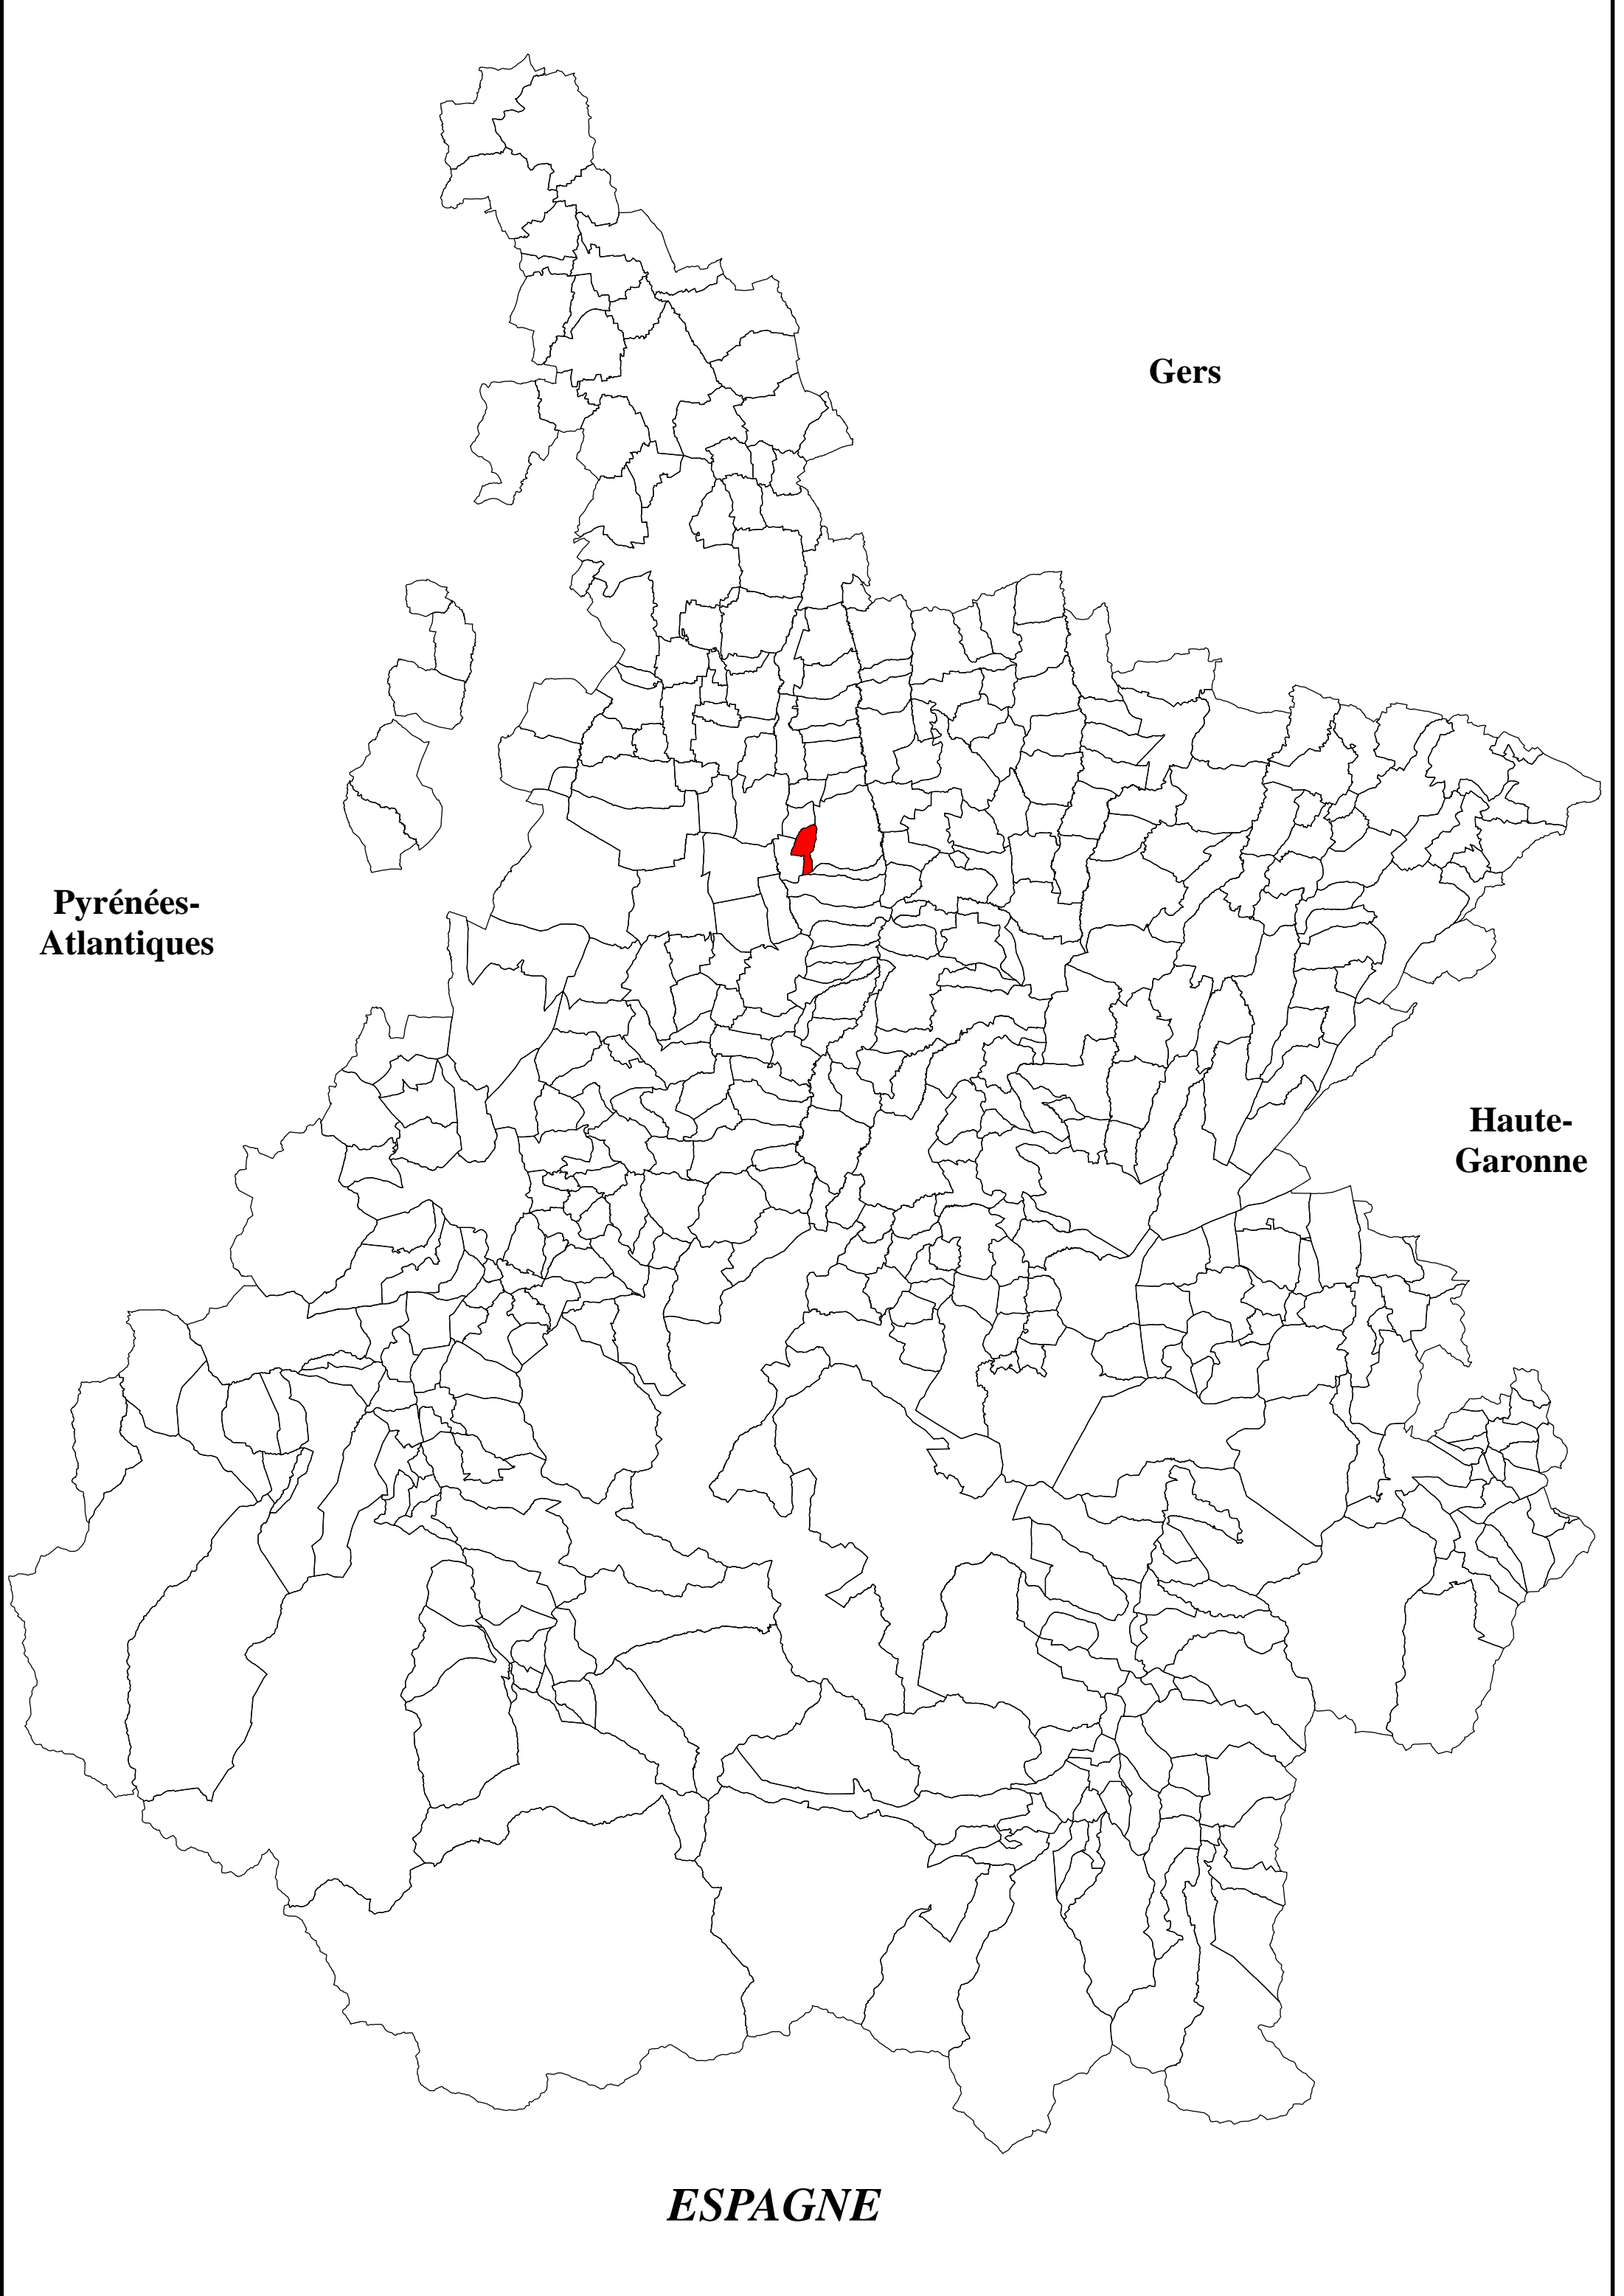 Gers
Pyrénées-
Atlantiques
Haute-
Garonne
ESPAGNE